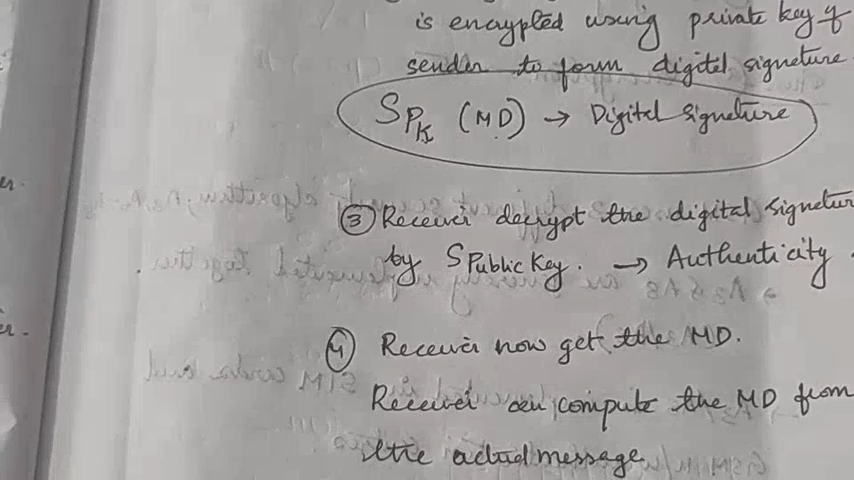 is encrypted using private key of
sender to form digital signature.
SPK (MD) → Digital Signature
③ Receiver decrypt the digital signatur
by SPublic Key. → Authenticity.
④ Receiver now get the MD.
Receiver can compute the MD from
the actual message